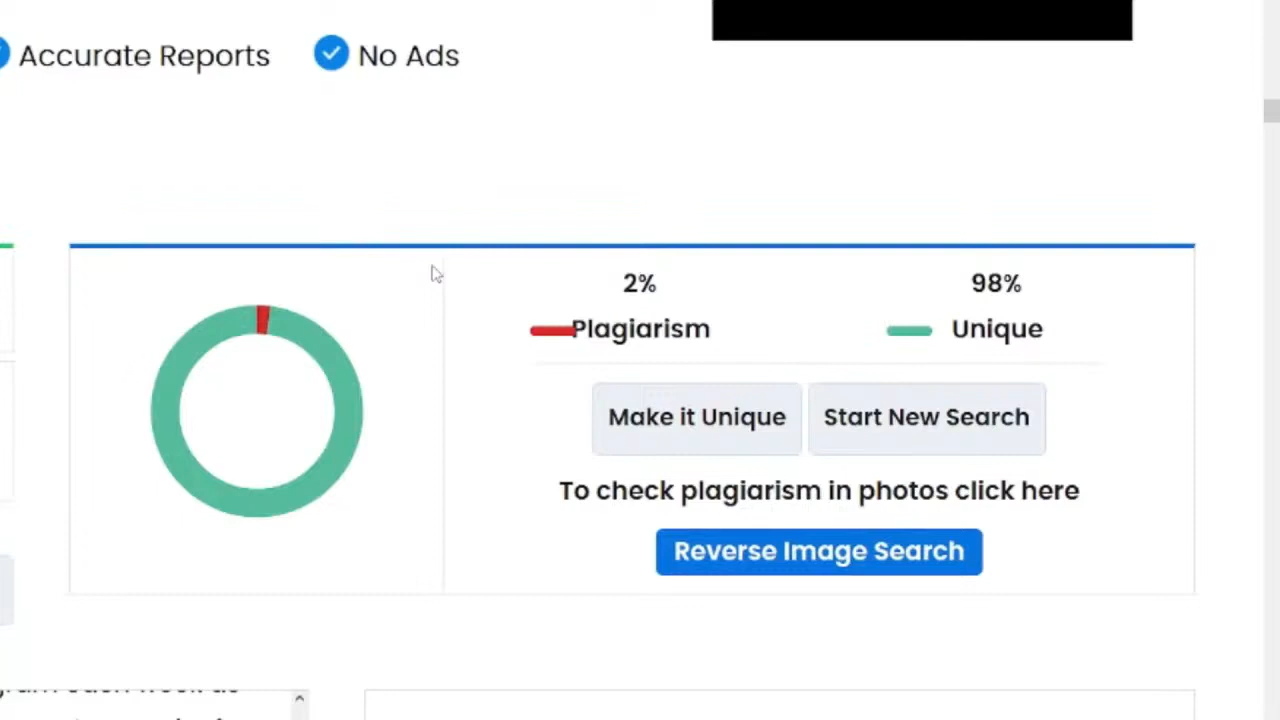 Accurate Reports No Ads
2% 98%
Plagiarism Unique
Make it Unique Start New Search
To check plagiarism in photos click here
Reverse Image Search